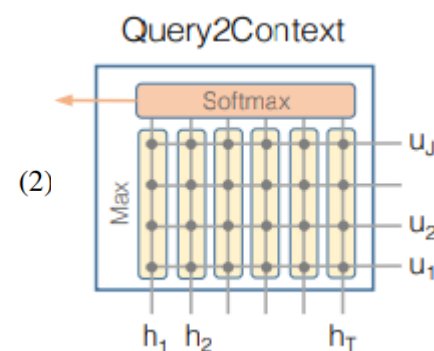 Query2Context
Softmax
u_J
(2)
Max
u_2
u_1
h_1 h_2 h_T